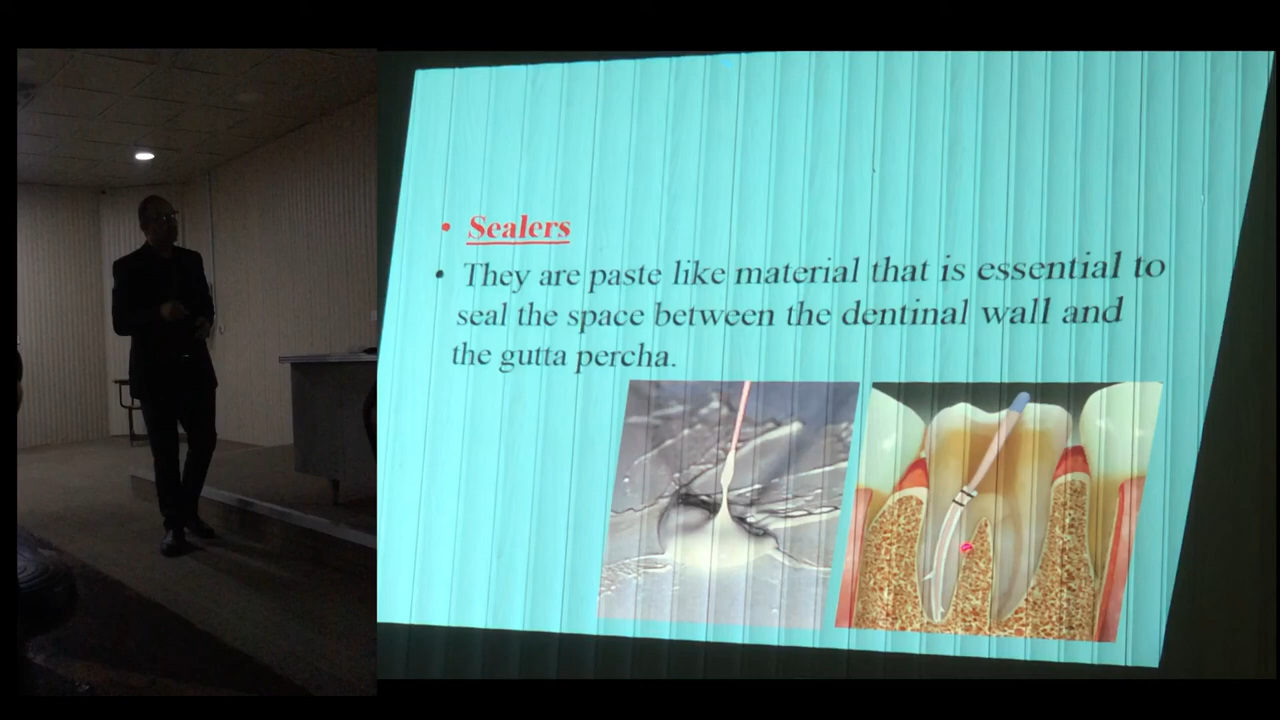 • Sealers
• They are paste like material that is essential to
seal the space between the dentinal wall and
the gutta percha.